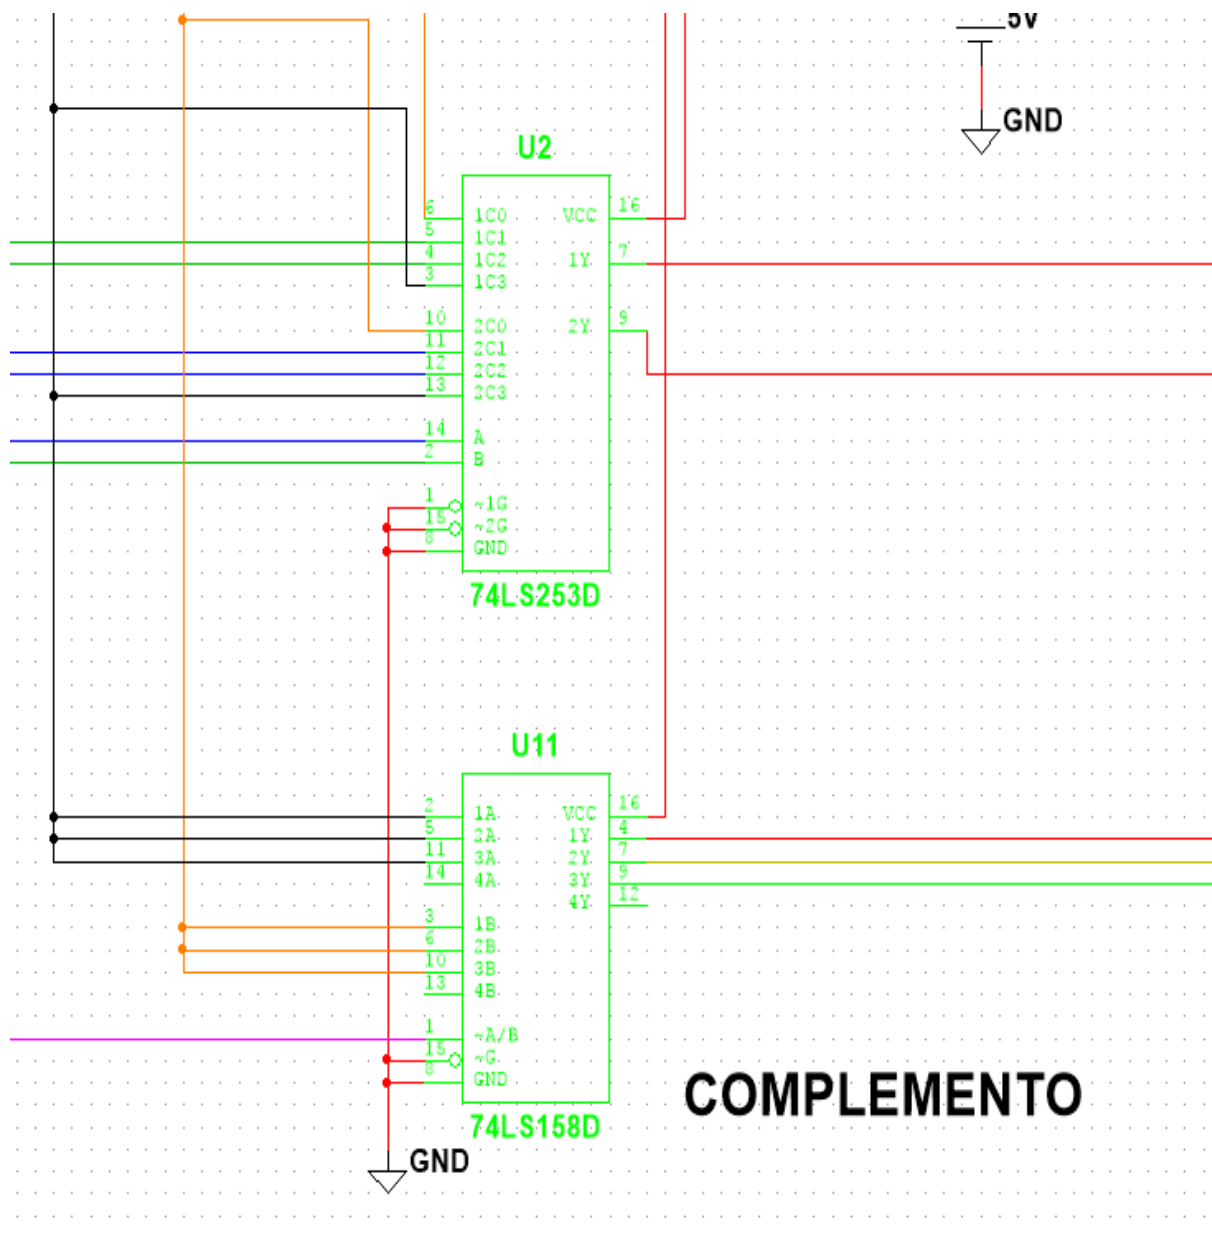 5V
GND
U2
6 1C0 VCC 16
5 1C1
4 1C2 1Y 7
3 1C3
10 2C0 2Y 9
11 2C1
12 2C2
13 2C3
14 A
2 B
1 ~1G
15 ~2G
8 GND
74LS253D
U11
2 1A VCC 16
5 2A 1Y 4
11 3A 2Y 7
14 4A 3Y 9
4Y 12
3 1B
6 2B
10 3B
13 4B
1 ~A/B
15 ~G
8 GND
74LS158D
COMPLEMENTO
GND